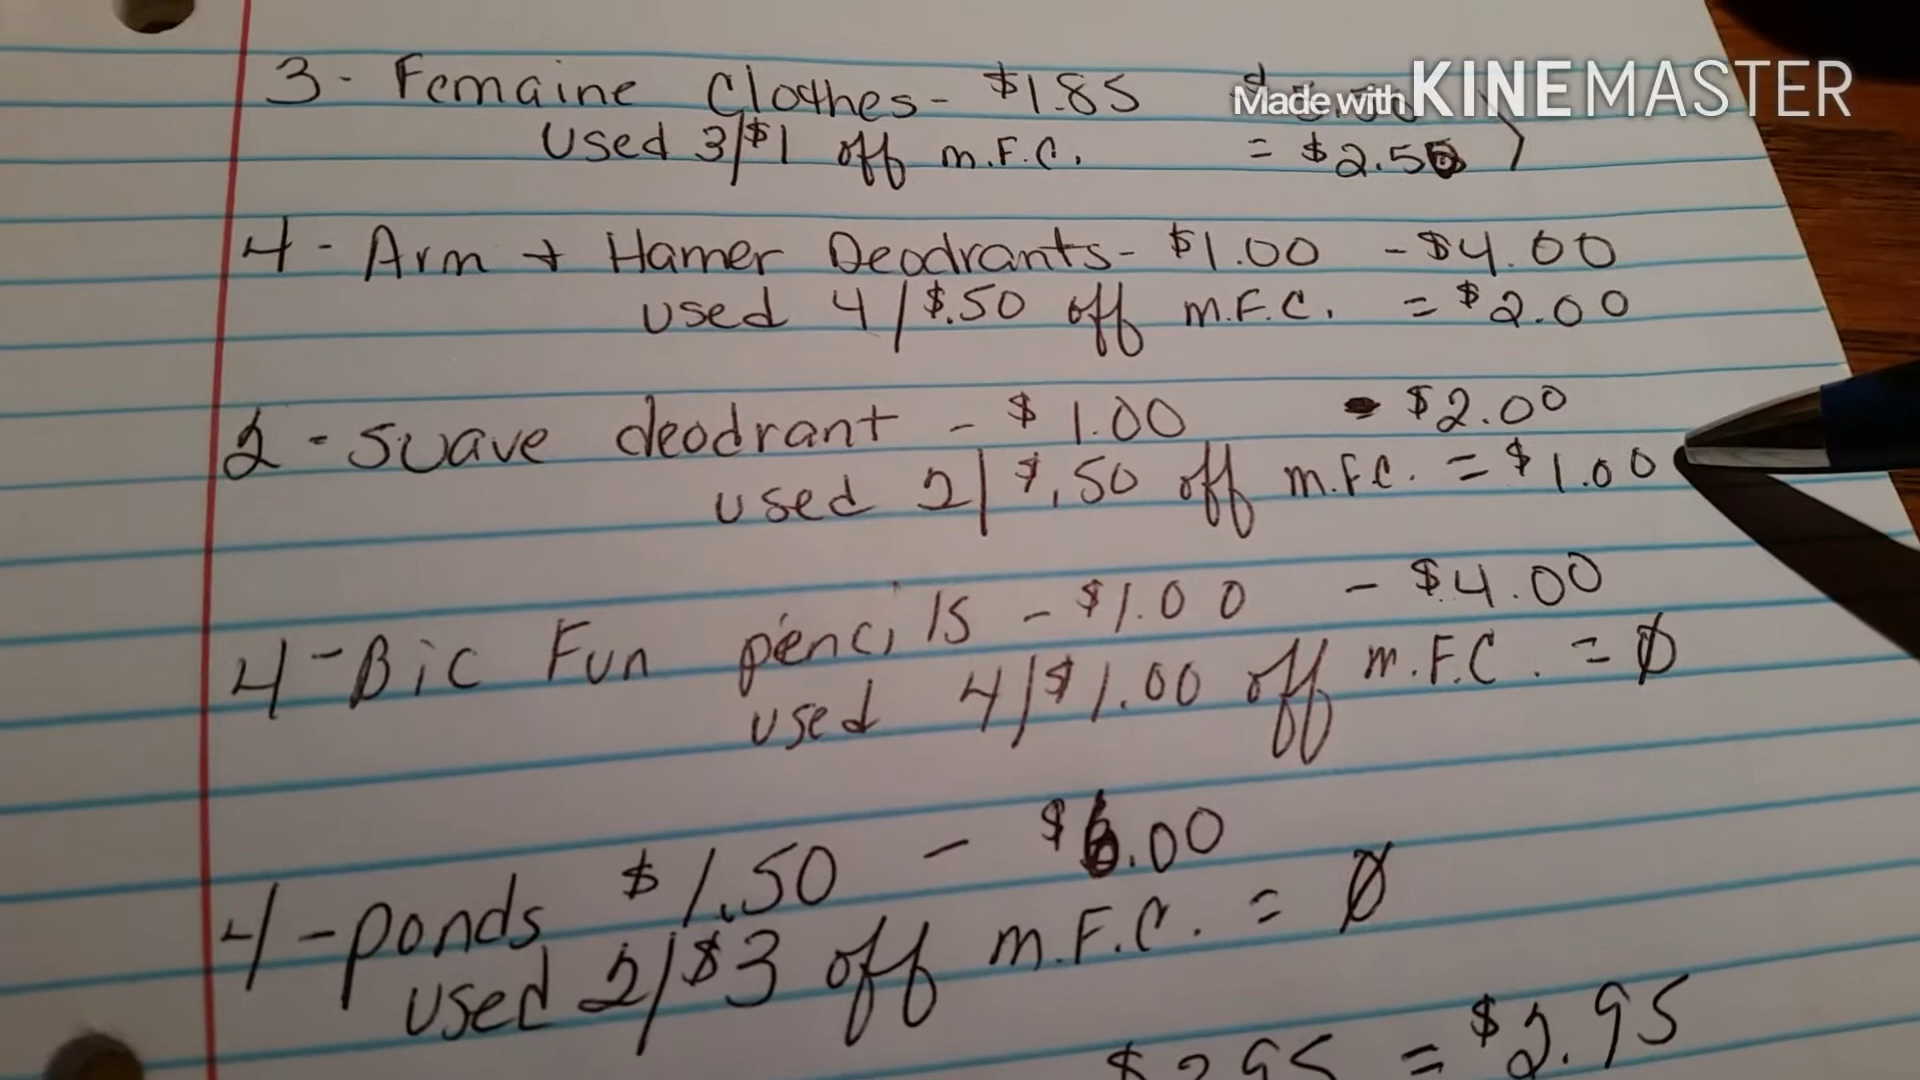 3 - Femaine Clothes - $1.85
Made with KINEMASTER
used 3/$1 off m.F.C. = $2.55
4 - Arm + Hamer Deodrants - $1.00 - $4.00
used 4/$.50 off m.F.C. = $2.00
2 - Suave deodrant - $1.00 - $2.00
used 2/$.50 off m.F.C. = $1.00
4 - Bic Fun pencils - $1.00 - $4.00
used 4/$1.00 off m.F.C. = Ø
4 - ponds $1.50 - $6.00
used 2/$3 off m.F.C. = Ø
$2.95 = $2.95